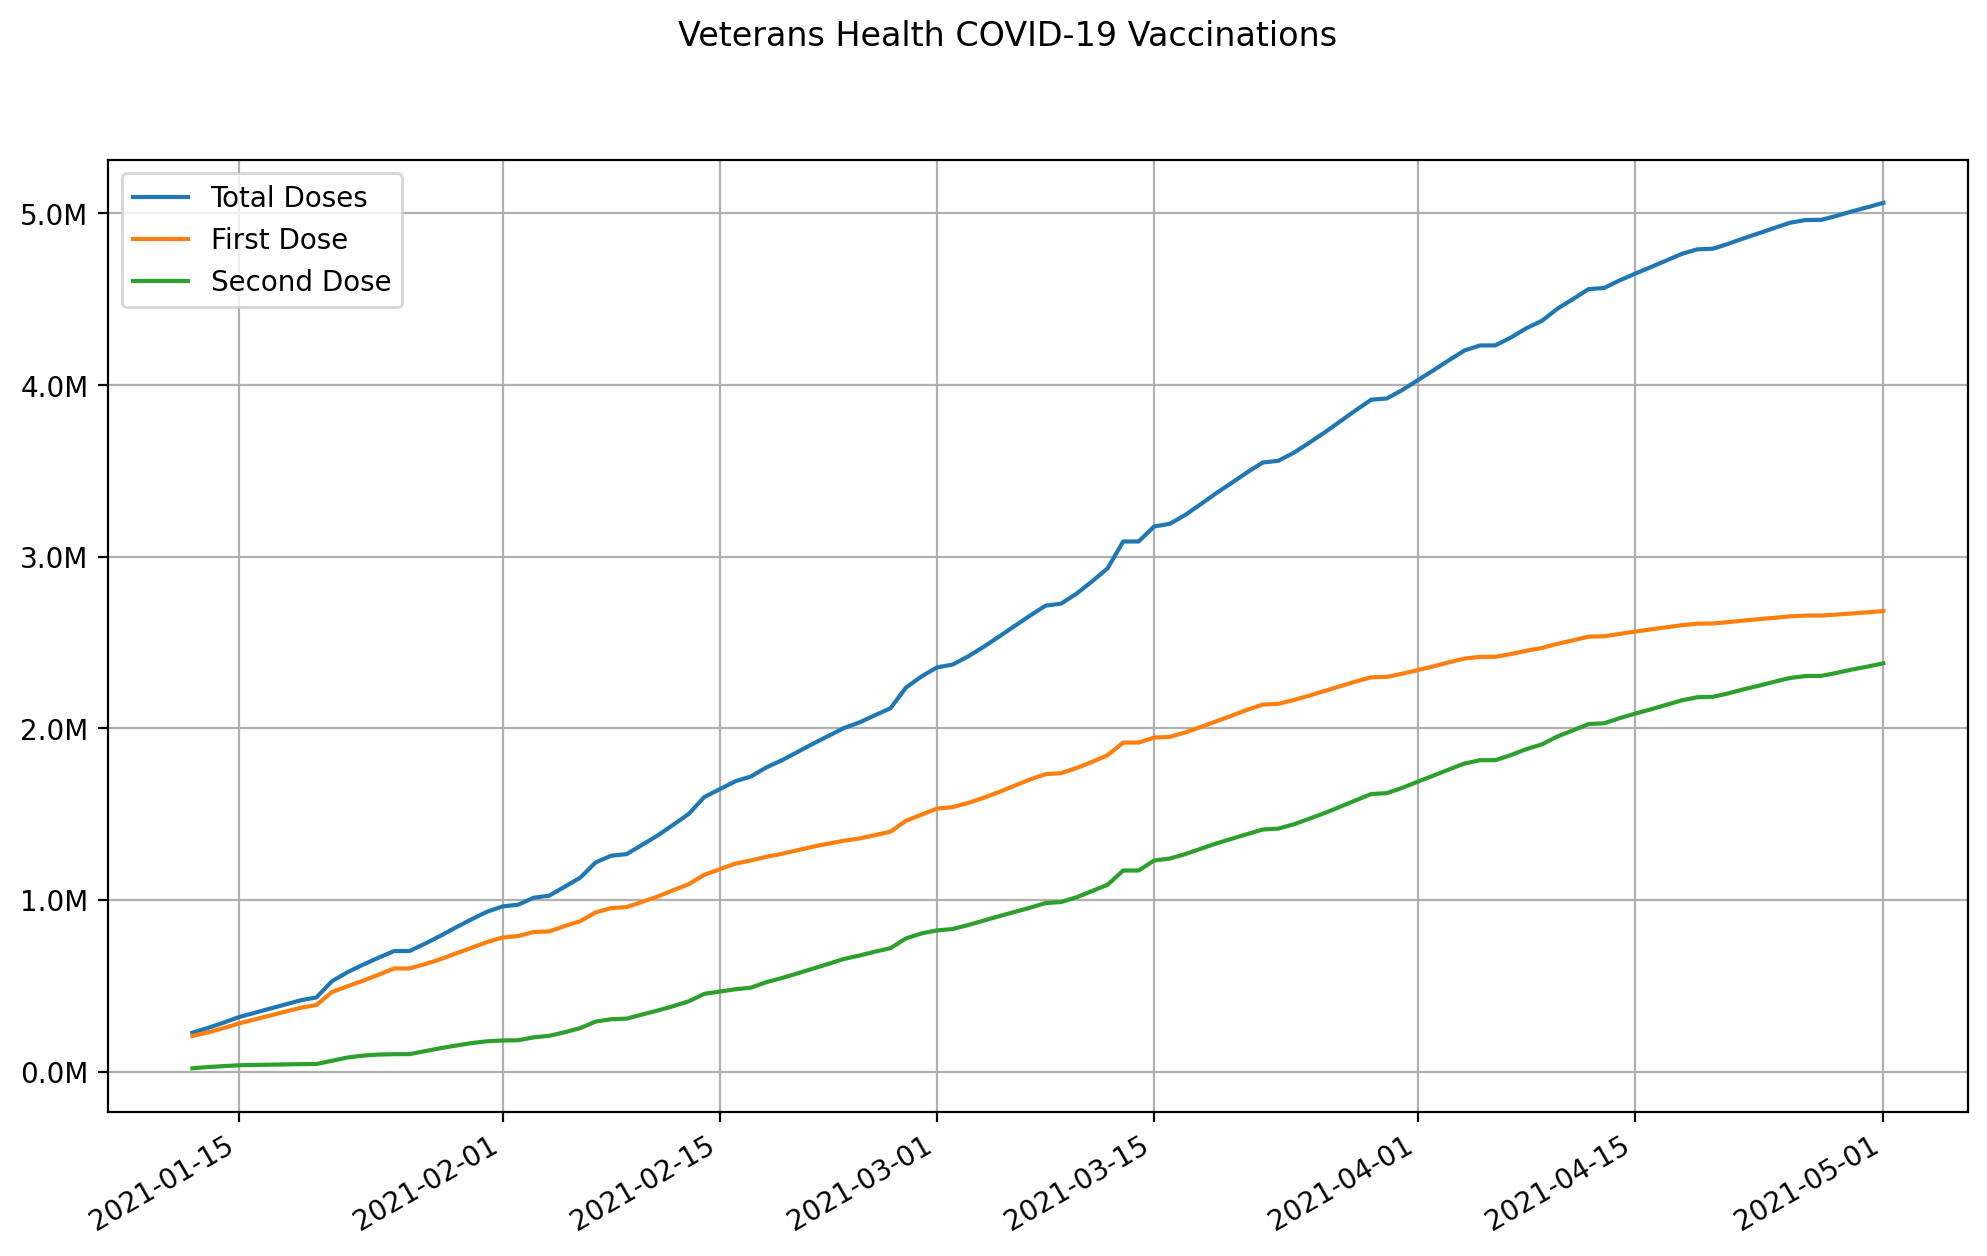 Veterans Health COVID-19 Vaccinations
Total Doses
First Dose
Second Dose
5.0M
4.0M
3.0M
2.0M
1.0M
0.0M
2021-01-15
2021-02-01
2021-02-15
2021-03-01
2021-03-15
2021-04-01
2021-04-15
2021-05-01